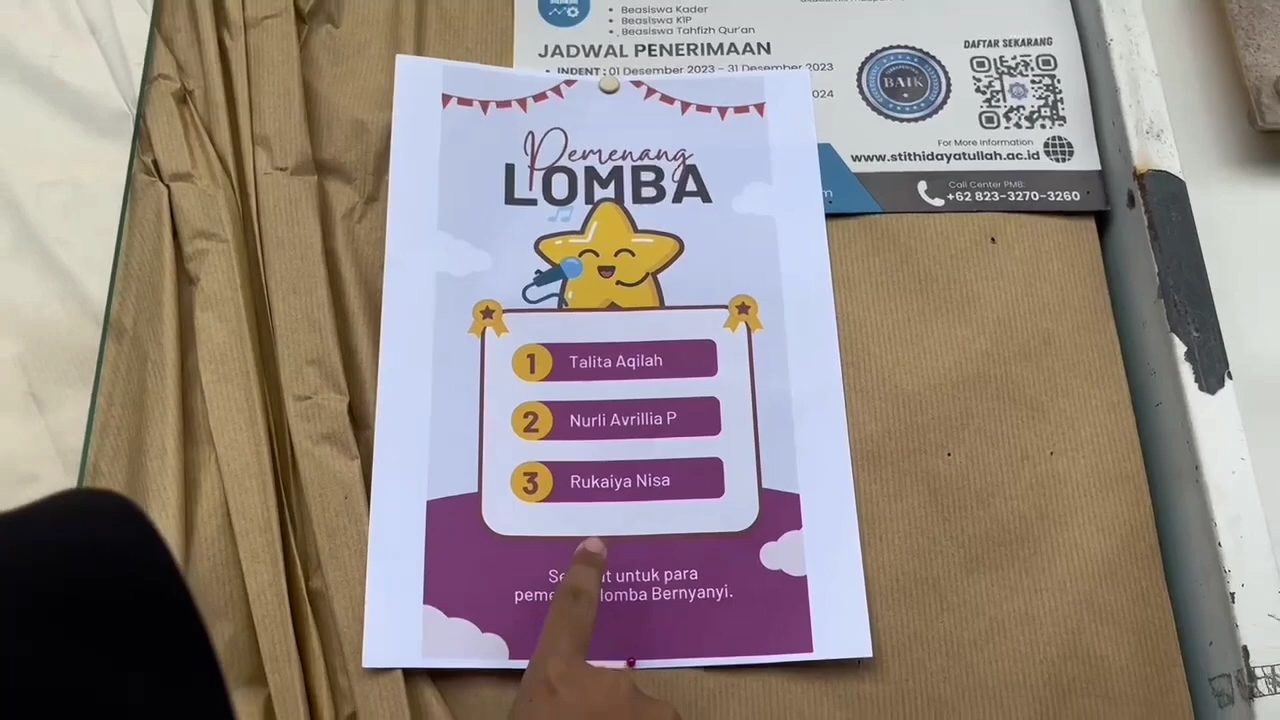 • Beasiswa Kader
• Beasiswa KIP
• Beasiswa Tahfizh Qur'an
JADWAL PENERIMAAN
• INDENT : 01 Desember 2023 - 31 Desember 2023
024
BAIK
DAFTAR SEKARANG
For More Information
www.stithidayatullah.ac.id
Call Center PMB:
+62 823-3270-3260
Pemenang
LOMBA
1 Talita Aqilah
2 Nurli Avrillia P
3 Rukaiya Nisa
untuk para
lomba Bernyanyi.